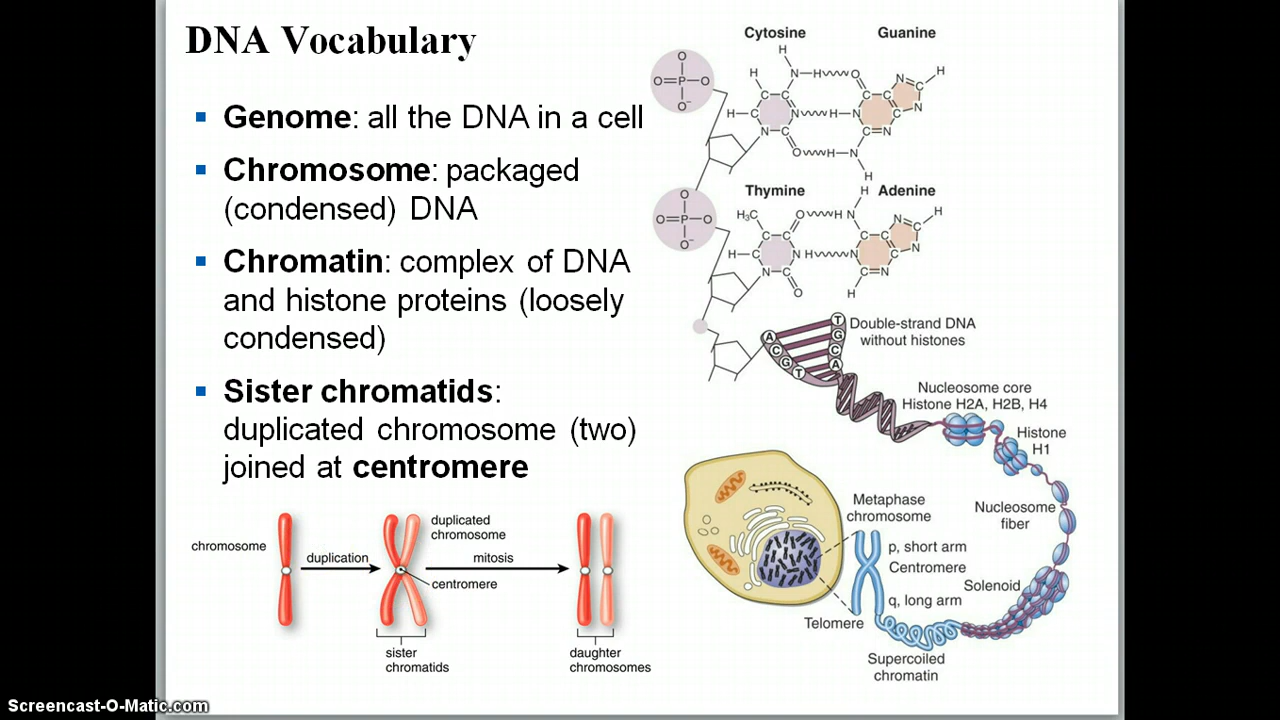 DNA Vocabulary
▪ Genome: all the DNA in a cell
▪ Chromosome: packaged
(condensed) DNA
▪ Chromatin: complex of DNA
and histone proteins (loosely
condensed)
▪ Sister chromatids:
duplicated chromosome (two)
joined at centromere
chromosome
duplication
duplicated
chromosome
centromere
mitosis
sister
chromatids
daughter
chromosomes
Cytosine
Guanine
O
O=P—O
O⁻
H
H
N—H
O
N
H
C
C
C
C
C
N
H—C
C
N
H—N
C
N
N
C
C=N
O
H—N
H
Thymine
Adenine
O
O=P—O
O⁻
H₃C
O
H
H—N
N
H
C
C
C
C
C
C
H—C
N H
N
C
N
N
C
C=N
O
H
A
C
G
T
T
G
C
A
Double-strand DNA
without histones
Nucleosome core
Histone H2A, H2B, H4
Histone
H1
Nucleosome
fiber
Solenoid
Supercoiled
chromatin
Metaphase
chromosome
p, short arm
Centromere
q, long arm
Telomere
Screencast-O-Matic.com